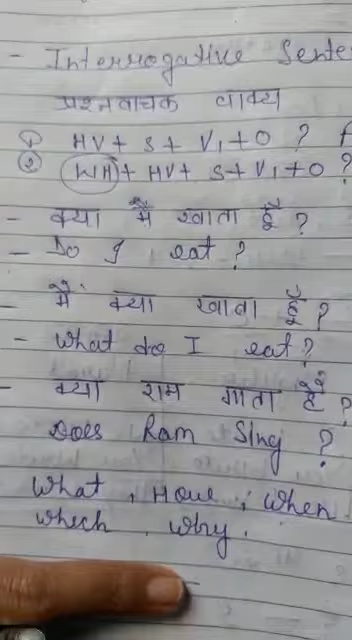 - Interrogative Sente
प्रश्नवाचक वाक्य
① HV + S + V₁ + O ?
② WH + HV + S + V₁ + O ?
- क्या मैं खाता हूँ ?
- Do I eat ?
- मैं क्या खाता हूँ ?
- What do I eat ?
- क्या राम गाता है ?
Does Ram Sing ?
What , How , When
Which , Why .